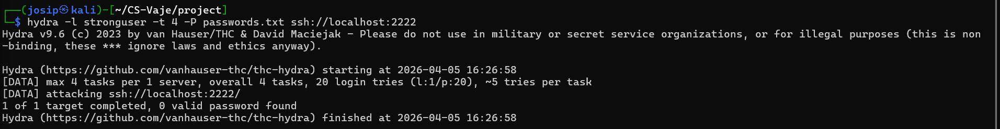 ┌──(josip㉿kali)-[~/CS-Vaje/project]
└─$ hydra -l stronguser -t 4 -P passwords.txt ssh://localhost:2222
Hydra v9.6 (c) 2023 by van Hauser/THC & David Maciejak - Please do not use in military or secret service organizations, or for illegal purposes (this is non
-binding, these *** ignore laws and ethics anyway).

Hydra (https://github.com/vanhauser-thc/thc-hydra) starting at 2026-04-05 16:26:58
[DATA] max 4 tasks per 1 server, overall 4 tasks, 20 login tries (l:1/p:20), ~5 tries per task
[DATA] attacking ssh://localhost:2222/
1 of 1 target completed, 0 valid password found
Hydra (https://github.com/vanhauser-thc/thc-hydra) finished at 2026-04-05 16:26:58